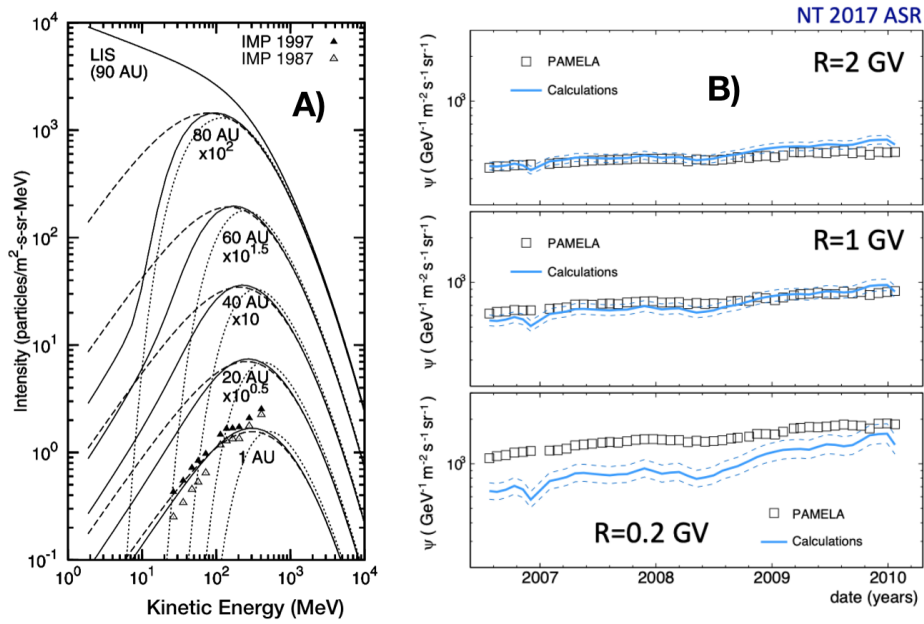 NT 2017 ASR
A)
LIS
(90 AU)
IMP 1997
IMP 1987
80 AU
x10^2
60 AU
x10^1.5
40 AU
x10
20 AU
x10^0.5
1 AU
10^4
10^3
10^2
10^1
10^0
10^-1
10^0 10^1 10^2 10^3 10^4
Intensity (particles/m^2-s-sr-MeV)
Kinetic Energy (MeV)
B)
PAMELA
Calculations
R=2 GV
10^3
ψ ( GeV^-1 m^-2 s^-1 sr^-1)
PAMELA
Calculations
R=1 GV
10^3
ψ ( GeV^-1 m^-2 s^-1 sr^-1)
R=0.2 GV
PAMELA
Calculations
10^3
ψ ( GeV^-1 m^-2 s^-1 sr^-1)
2007 2008 2009 2010
date (years)